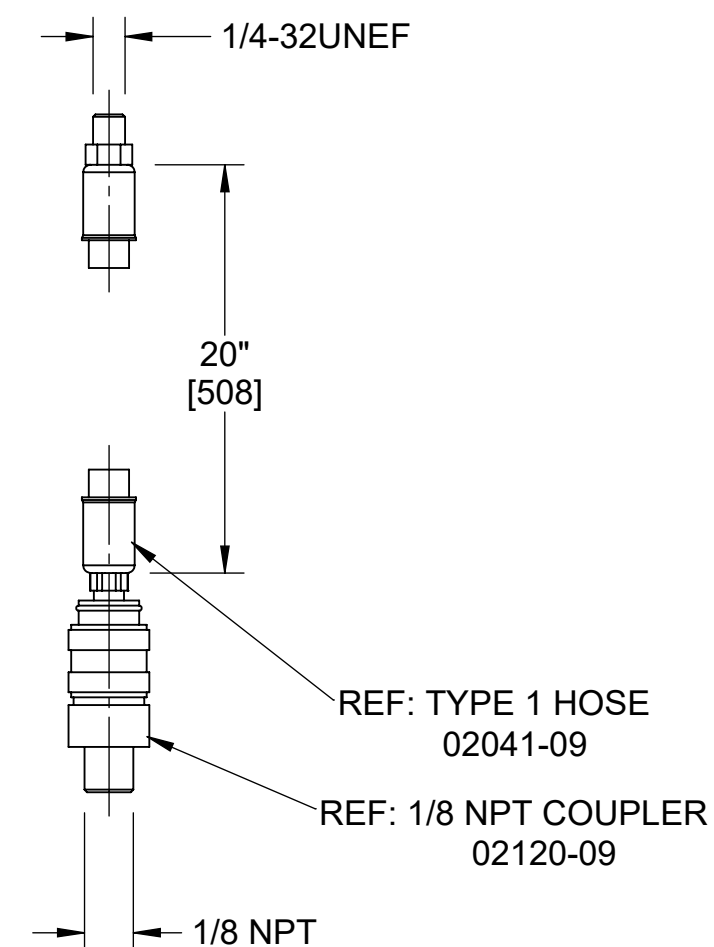 1/4-32UNEF
20"
[508]
REF: TYPE 1 HOSE
02041-09
REF: 1/8 NPT COUPLER
02120-09
1/8 NPT